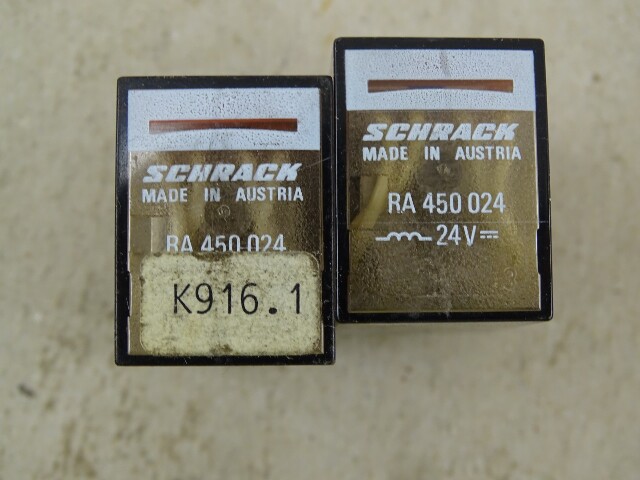 SCHRACK
MADE IN AUSTRIA
RA 450 024
K916.1
SCHRACK
MADE IN AUSTRIA
RA 450 024
24V⎓